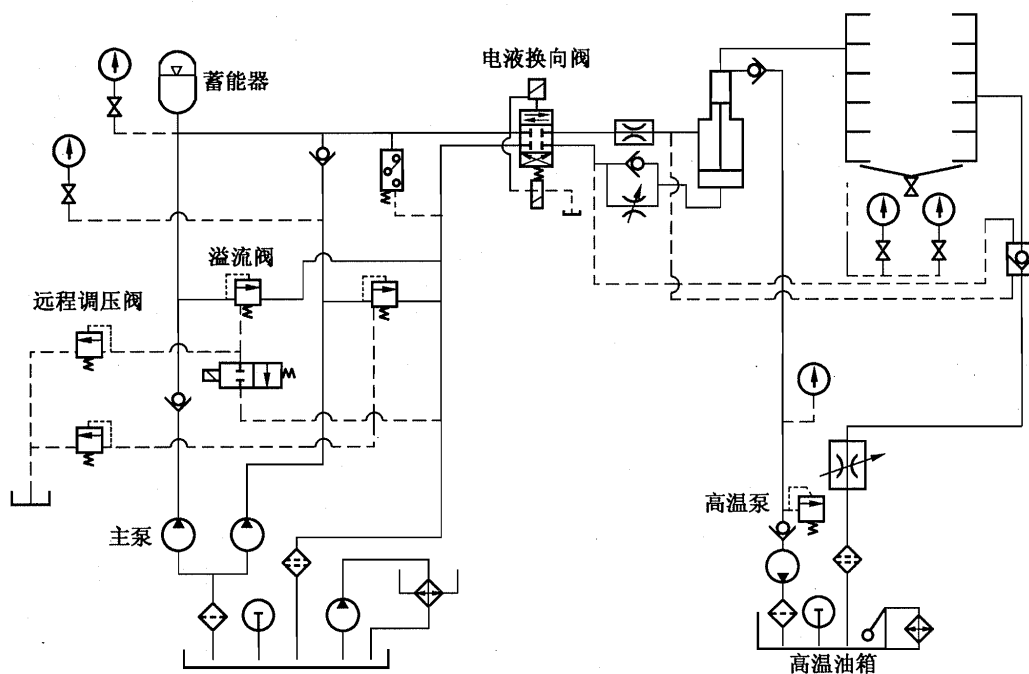 电液换向阀
蓄能器
溢流阀
远程调压阀
高温泵
主泵
高温油箱